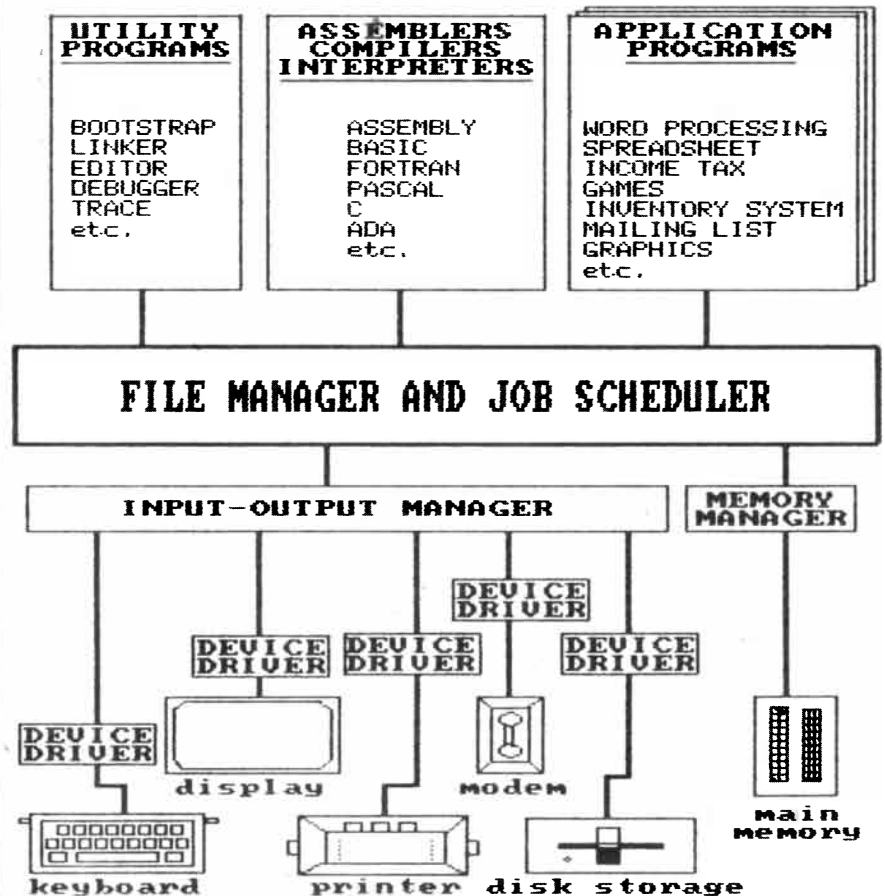 UTILITY
PROGRAMS
BOOTSTRAP
LINKER
EDITOR
DEBUGGER
TRACE
etc.
ASSEMBLERS
COMPILERS
INTERPRETERS
ASSEMBLY
BASIC
FORTRAN
PASCAL
C
ADA
etc.
APPLICATION
PROGRAMS
WORD PROCESSING
SPREADSHEET
INCOME TAX
GAMES
INVENTORY SYSTEM
MAILING LIST
GRAPHICS
etc.
FILE MANAGER AND JOB SCHEDULER
INPUT-OUTPUT MANAGER
MEMORY
MANAGER
DEVICE
DRIVER
DEVICE
DRIVER
DEVICE
DRIVER
DEVICE
DRIVER
DEVICE
DRIVER
display
modem
main
memory
keyboard
printer
disk storage